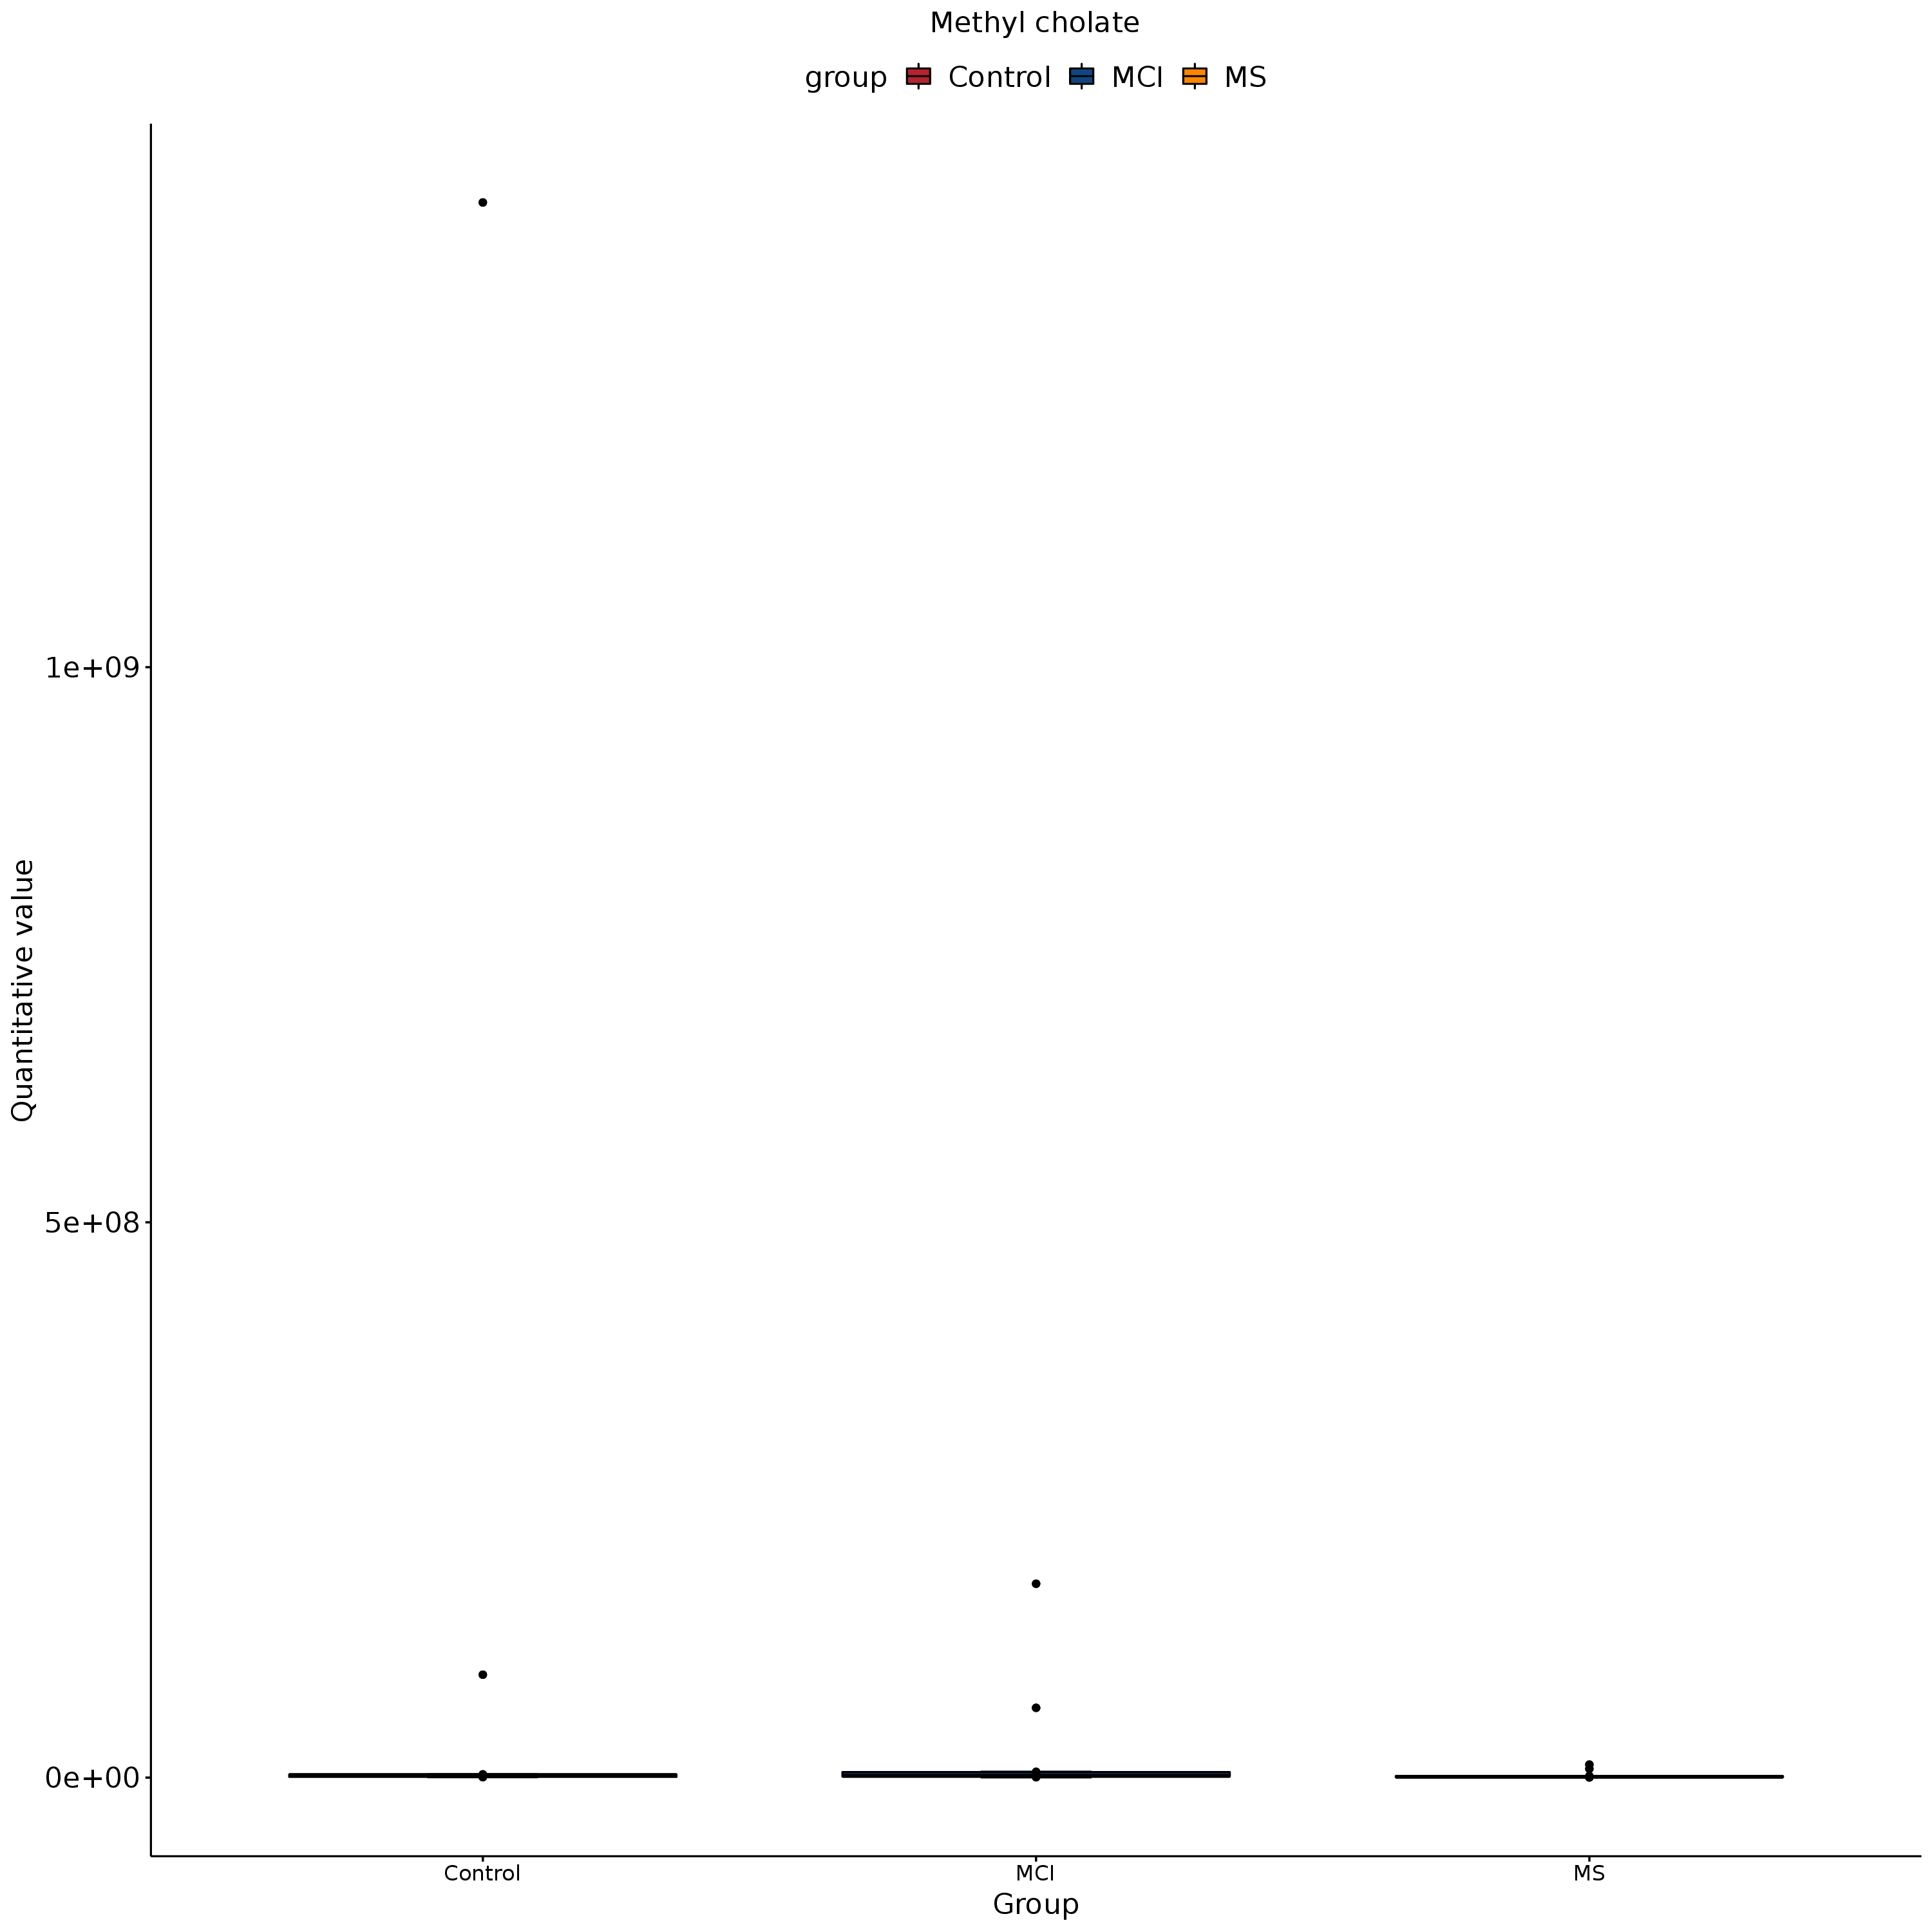 Methyl cholate
group Control MCI MS
Quantitative value
1e+09
5e+08
0e+00
Control MCI MS
Group